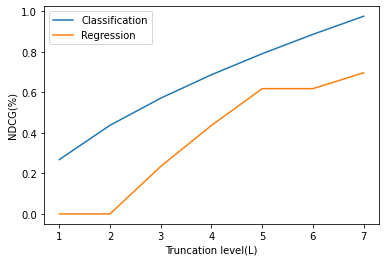 Classification
Regression
NDCG(%)
1.0
0.8
0.6
0.4
0.2
0.0
1 2 3 4 5 6 7
Truncation level(L)